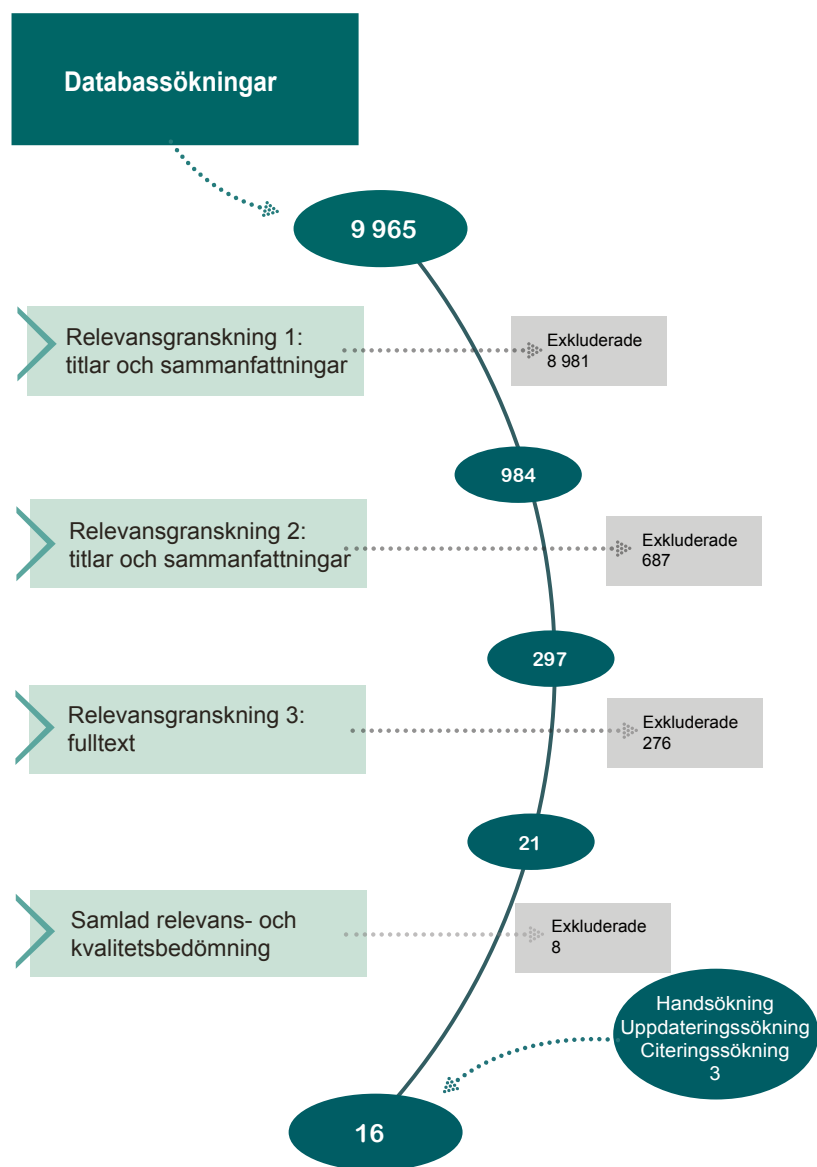 Databassökningar
9 965
Relevansgranskning 1:
titlar och sammanfattningar
Exkluderade
8 981
984
Relevansgranskning 2:
titlar och sammanfattningar
Exkluderade
687
297
Relevansgranskning 3:
fulltext
Exkluderade
276
21
Samlad relevans- och
kvalitetsbedömning
Exkluderade
8
Handsökning
Uppdateringssökning
Citeringssökning
3
16